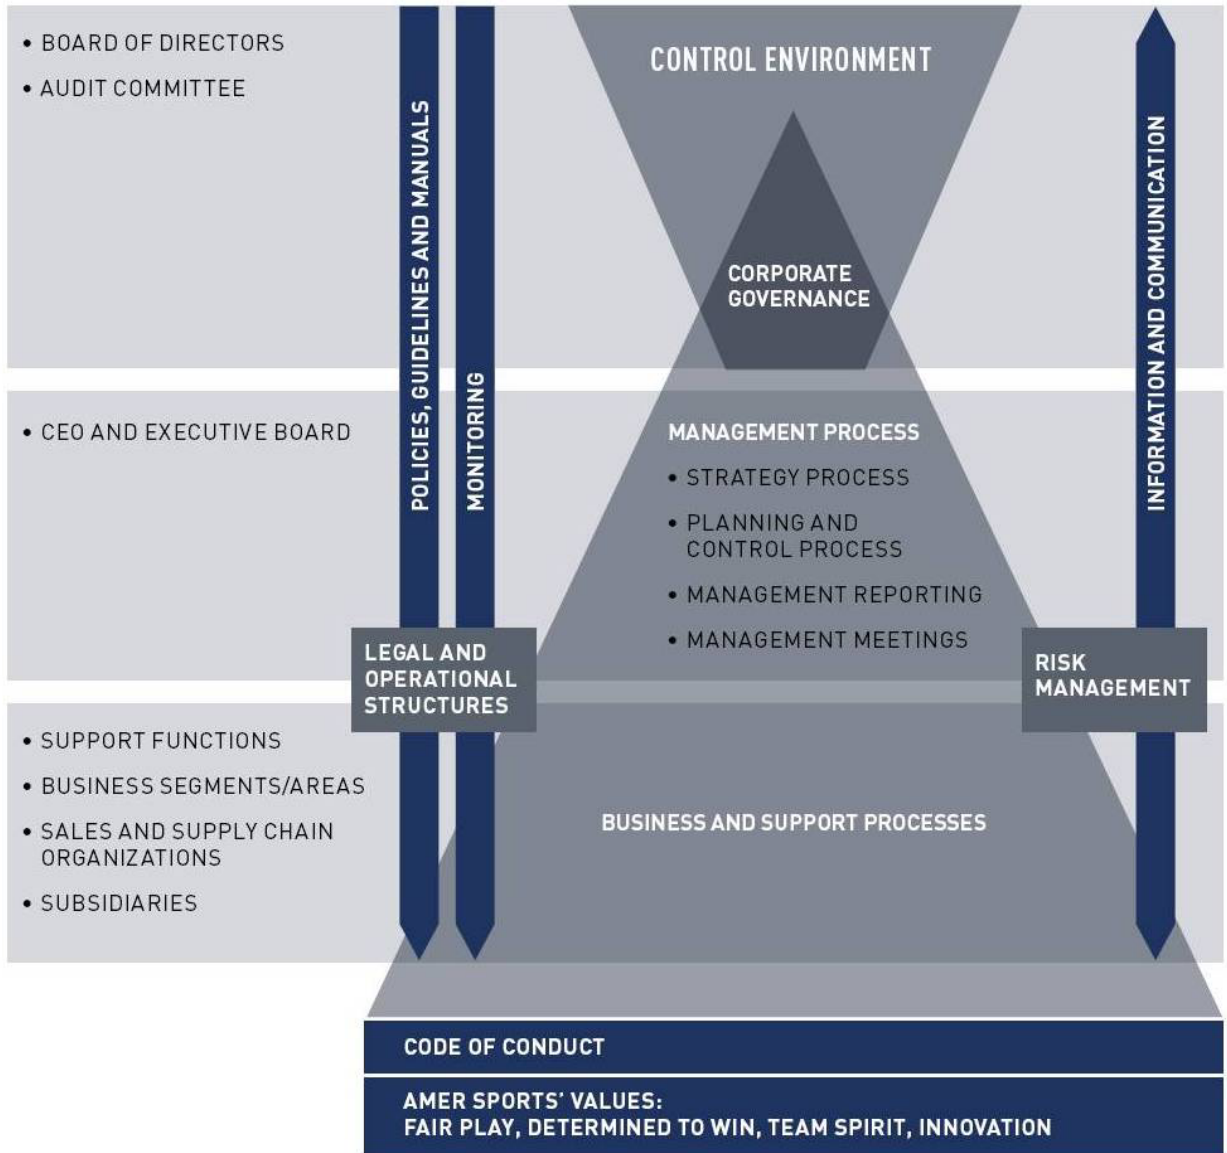 • BOARD OF DIRECTORS
• AUDIT COMMITTEE
POLICIES, GUIDELINES AND MANUALS
MONITORING
CONTROL ENVIRONMENT
CORPORATE
GOVERNANCE
INFORMATION AND COMMUNICATION
• CEO AND EXECUTIVE BOARD
MANAGEMENT PROCESS
• STRATEGY PROCESS
• PLANNING AND
CONTROL PROCESS
• MANAGEMENT REPORTING
• MANAGEMENT MEETINGS
LEGAL AND
OPERATIONAL
STRUCTURES
RISK
MANAGEMENT
• SUPPORT FUNCTIONS
• BUSINESS SEGMENTS/AREAS
• SALES AND SUPPLY CHAIN
ORGANIZATIONS
• SUBSIDIARIES
BUSINESS AND SUPPORT PROCESSES
CODE OF CONDUCT
AMER SPORTS’ VALUES:
FAIR PLAY, DETERMINED TO WIN, TEAM SPIRIT, INNOVATION